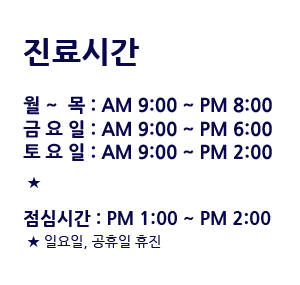 진료시간
월 ~ 목 : AM 9:00 ~ PM 8:00
금 요 일 : AM 9:00 ~ PM 6:00
토 요 일 : AM 9:00 ~ PM 2:00
★
점심시간 : PM 1:00 ~ PM 2:00
★ 일요일, 공휴일 휴진